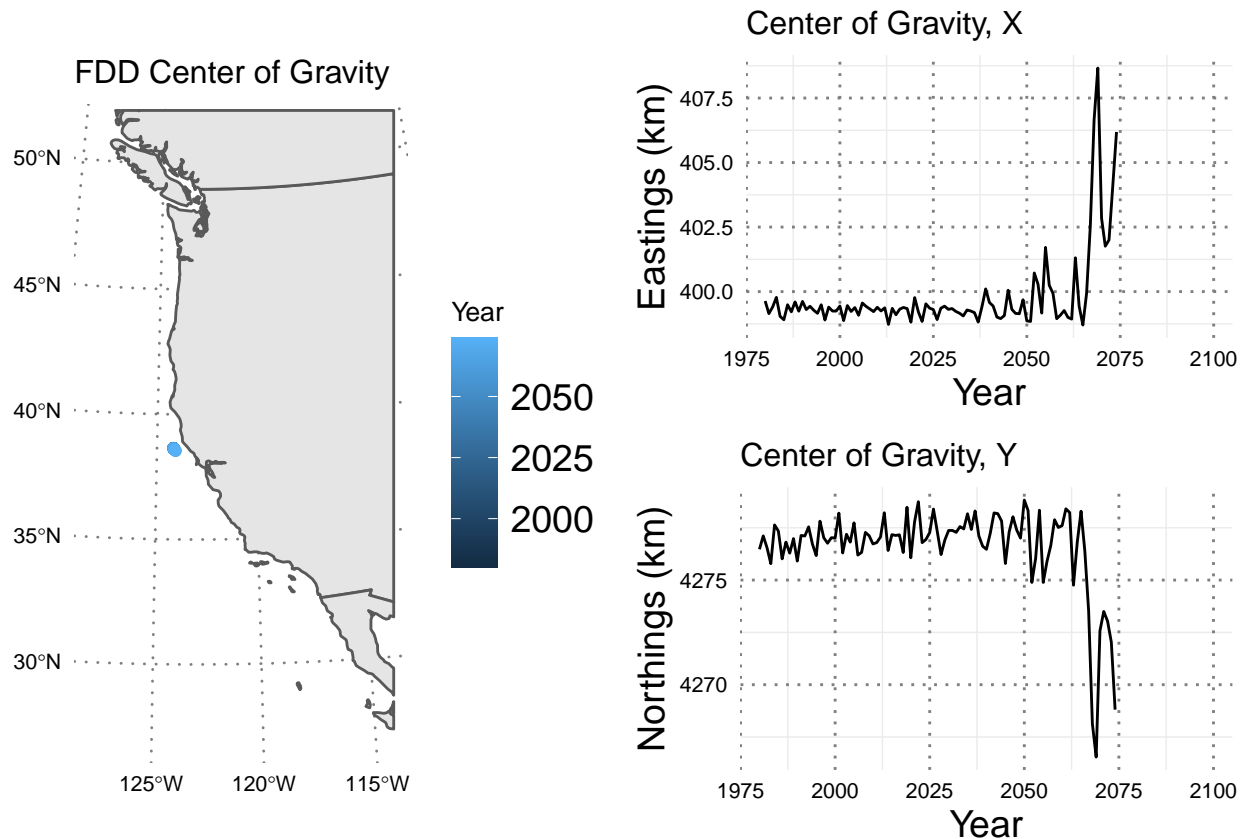 FDD Center of Gravity
50°N
45°N
40°N
35°N
30°N
125°W 120°W 115°W
Year
2050
2025
2000
Center of Gravity, X
Eastings (km)
407.5
405.0
402.5
400.0
1975 2000 2025 2050 2075 2100
Year
Center of Gravity, Y
Northings (km)
4275
4270
1975 2000 2025 2050 2075 2100
Year